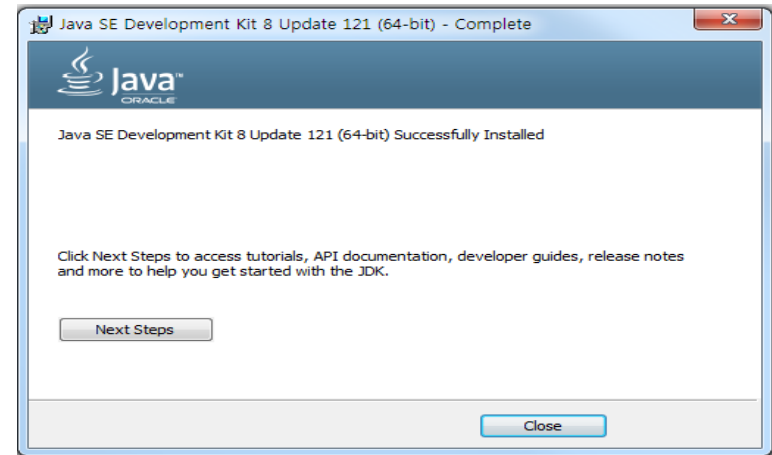 Java SE Development Kit 8 Update 121 (64-bit) - Complete
Java™
ORACLE
Java SE Development Kit 8 Update 121 (64-bit) Successfully Installed
Click Next Steps to access tutorials, API documentation, developer guides, release notes
and more to help you get started with the JDK.
Next Steps
Close